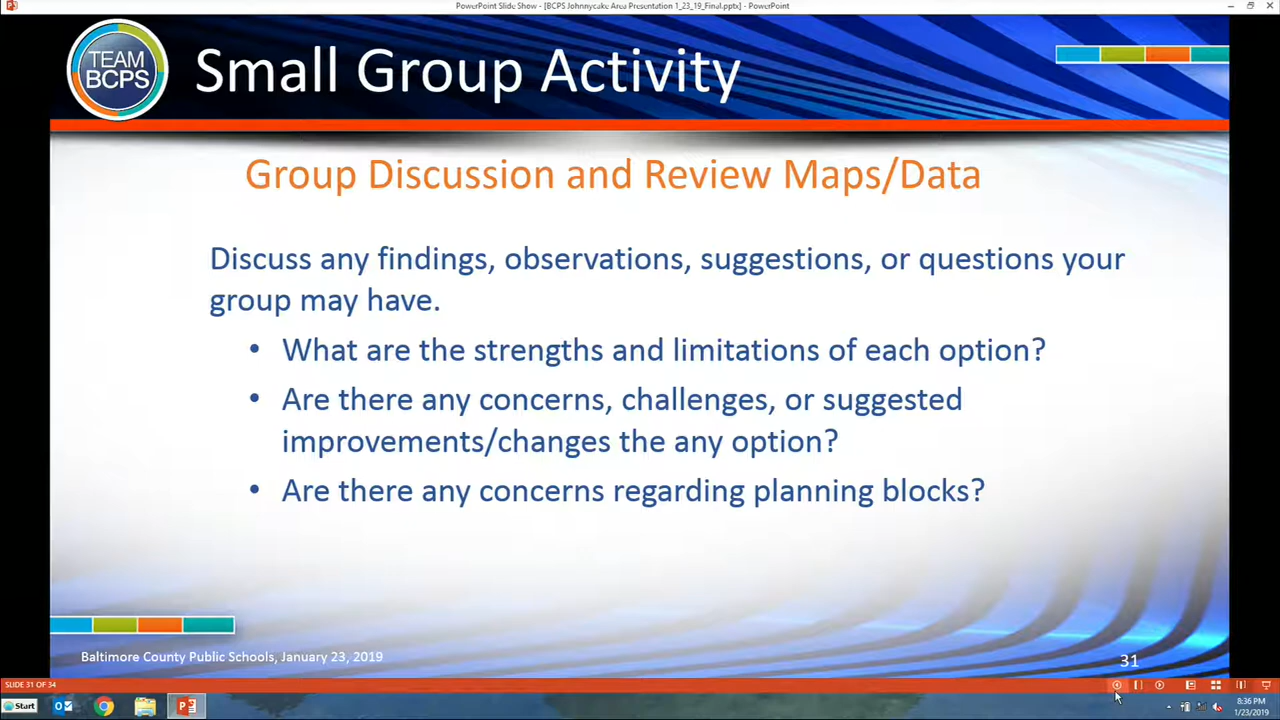 PowerPoint Slide Show - [BCPS Johnnycake Area Presentation 1_23_19_Final.pptx] - PowerPoint
TEAM
BCPS
Small Group Activity
Group Discussion and Review Maps/Data
Discuss any findings, observations, suggestions, or questions your
group may have.
• What are the strengths and limitations of each option?
• Are there any concerns, challenges, or suggested
improvements/changes the any option?
• Are there any concerns regarding planning blocks?
Baltimore County Public Schools, January 23, 2019
31
SLIDE 31 OF 34
Start
8:36 PM
1/23/2019